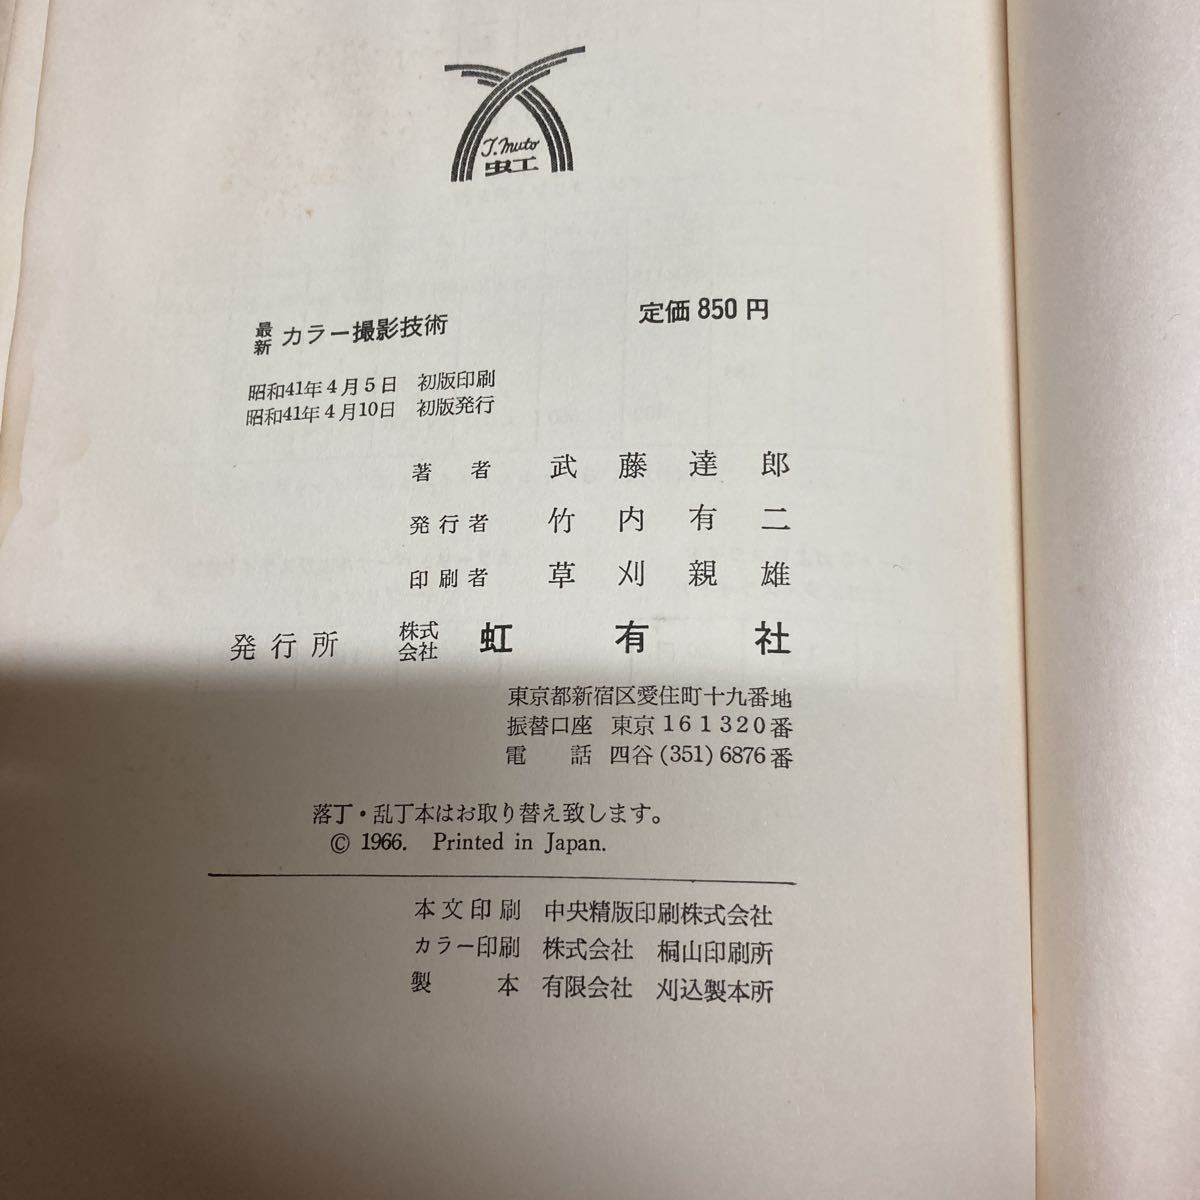 T. Muto
虹
定価850円
最新 カラー撮影技術
昭和41年4月5日 初版印刷
昭和41年4月10日 初版発行
著者 武藤達郎
発行者 竹内有二
印刷者 草刈親雄
発行所 株式会社 虹有社
東京都新宿区愛住町十九番地
振替口座 東京161320番
電話 四谷(351)6876番
落丁・乱丁本はお取り替え致します。
© 1966. Printed in Japan.
本文印刷 中央精版印刷株式会社
カラー印刷 株式会社 桐山印刷所
製本 有限会社 刈込製本所